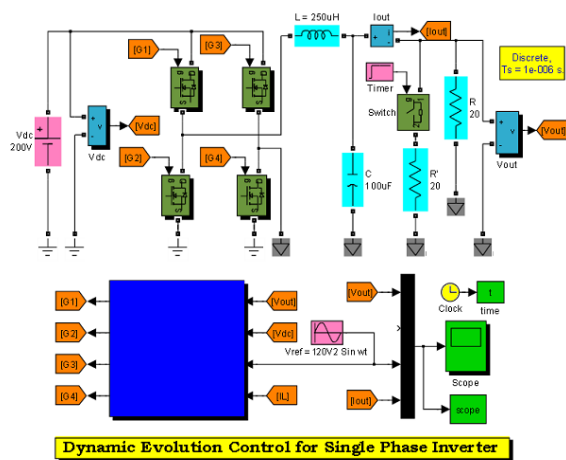 L = 250uH
Iout
[Iout]
[G1]
[G3]
Discrete,
Ts = 1e-006 s.
Timer
Switch
R
20
Vdc
200V
v
Vdc
[Vdc]
[G2]
[G4]
C
100uF
R'
20
v
Vout
[Vout]
[G1]
[G2]
[G3]
[G4]
[Vout]
[Vdc]
[IL]
Vref = 120V2 Sin wt
[Vout]
[Iout]
Clock
t
time
Scope
scope
Dynamic Evolution Control for Single Phase Inverter